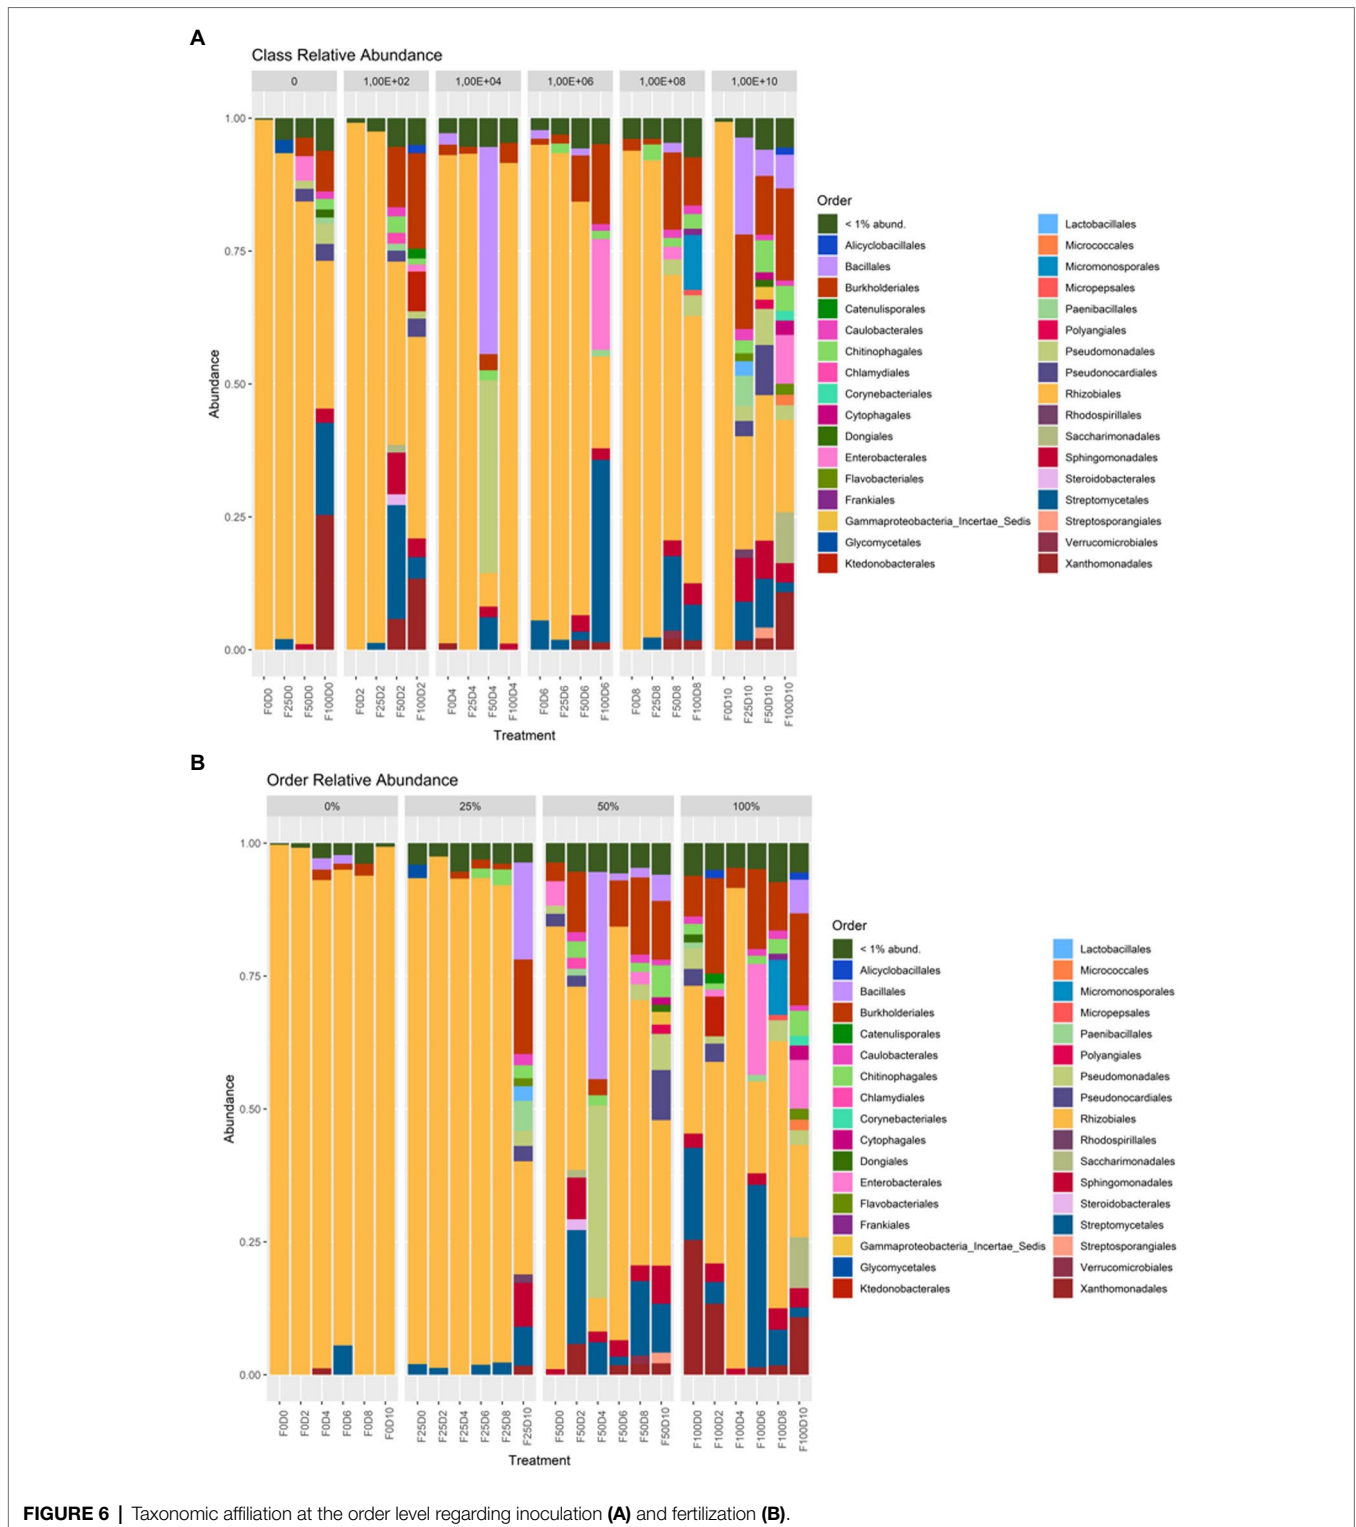 A
Class Relative Abundance
0 1,00E+02 1,00E+04 1,00E+06 1,00E+08 1,00E+10
1.00
0.75
0.50
0.25
0.00
Abundance
F0D0 F25D0 F50D0 F100D0 F0D2 F25D2 F50D2 F100D2 F0D4 F25D4 F50D4 F100D4 F0D6 F25D6 F50D6 F100D6 F0D8 F25D8 F50D8 F100D8 F0D10 F25D10 F50D10 F100D10
Treatment
Order
< 1% abund. Lactobacillales
Alicyclobacillales Micrococcales
Bacillales Micromonosporales
Burkholderiales Micropepsales
Catenulisporales Paenibacillales
Caulobacterales Polyangiales
Chitinophagales Pseudomonadales
Chlamydiales Pseudonocardiales
Corynebacteriales Rhizobiales
Cytophagales Rhodospirillales
Dongiales Saccharimonadales
Enterobacterales Sphingomonadales
Flavobacteriales Steroidobacterales
Frankiales Streptomycetales
Gammaproteobacteria_Incertae_Sedis Streptosporangiales
Glycomycetales Verrucomicrobiales
Ktedonobacterales Xanthomonadales
B
Order Relative Abundance
0% 25% 50% 100%
1.00
0.75
0.50
0.25
0.00
Abundance
F0D0 F0D2 F0D4 F0D6 F0D8 F0D10 F25D0 F25D2 F25D4 F25D6 F25D8 F25D10 F50D0 F50D2 F50D4 F50D6 F50D8 F50D10 F100D0 F100D2 F100D4 F100D6 F100D8 F100D10
Treatment
Order
< 1% abund. Lactobacillales
Alicyclobacillales Micrococcales
Bacillales Micromonosporales
Burkholderiales Micropepsales
Catenulisporales Paenibacillales
Caulobacterales Polyangiales
Chitinophagales Pseudomonadales
Chlamydiales Pseudonocardiales
Corynebacteriales Rhizobiales
Cytophagales Rhodospirillales
Dongiales Saccharimonadales
Enterobacterales Sphingomonadales
Flavobacteriales Steroidobacterales
Frankiales Streptomycetales
Gammaproteobacteria_Incertae_Sedis Streptosporangiales
Glycomycetales Verrucomicrobiales
Ktedonobacterales Xanthomonadales
FIGURE 6 | Taxonomic affiliation at the order level regarding inoculation (A) and fertilization (B).